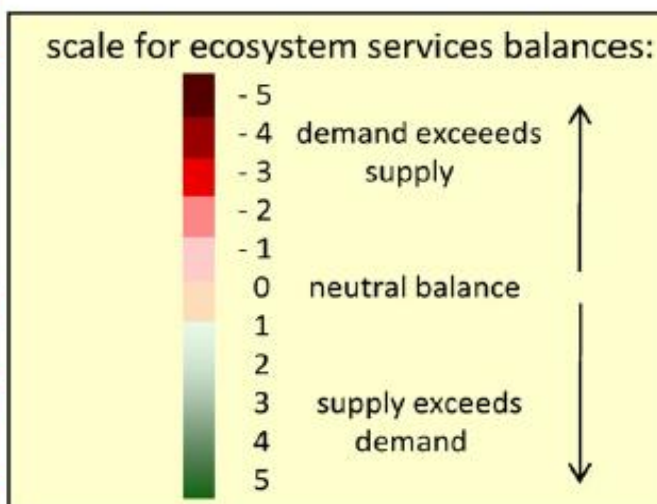 scale for ecosystem services balances:
- 5
- 4 demand exceeeds
- 3 supply
- 2
- 1
0 neutral balance
1
2
3 supply exceeds
4 demand
5